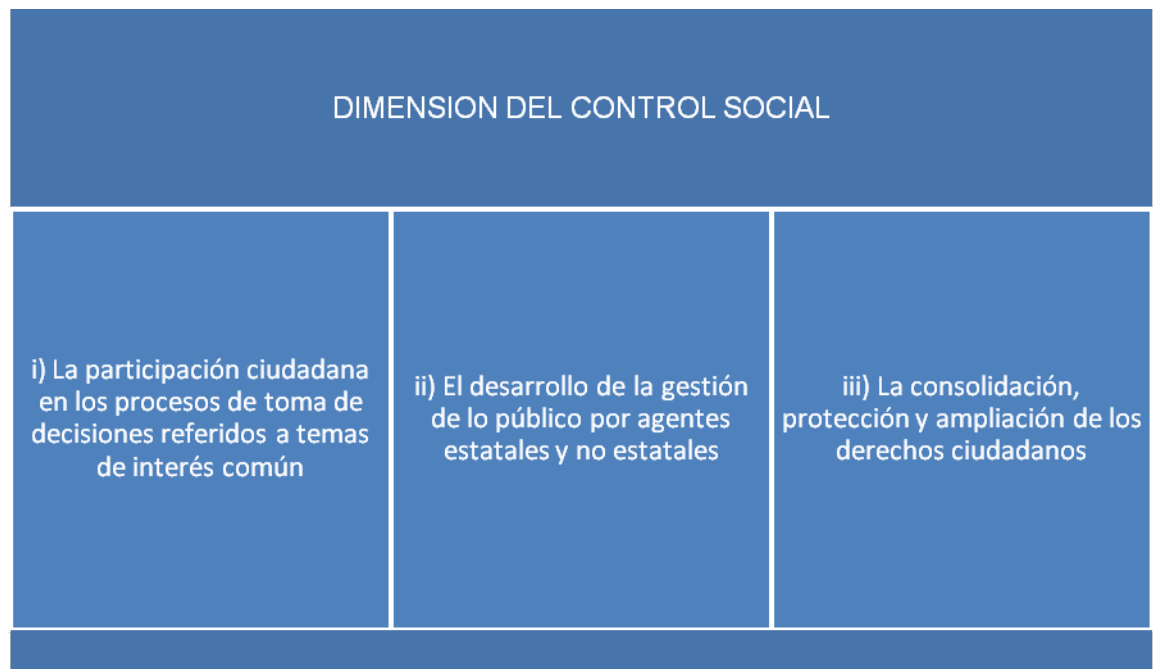 DIMENSION DEL CONTROL SOCIAL
i) La participación ciudadana
en los procesos de toma de
decisiones referidos a temas
de interés común
ii) El desarrollo de la gestión
de lo público por agentes
estatales y no estatales
iii) La consolidación,
protección y ampliación de los
derechos ciudadanos